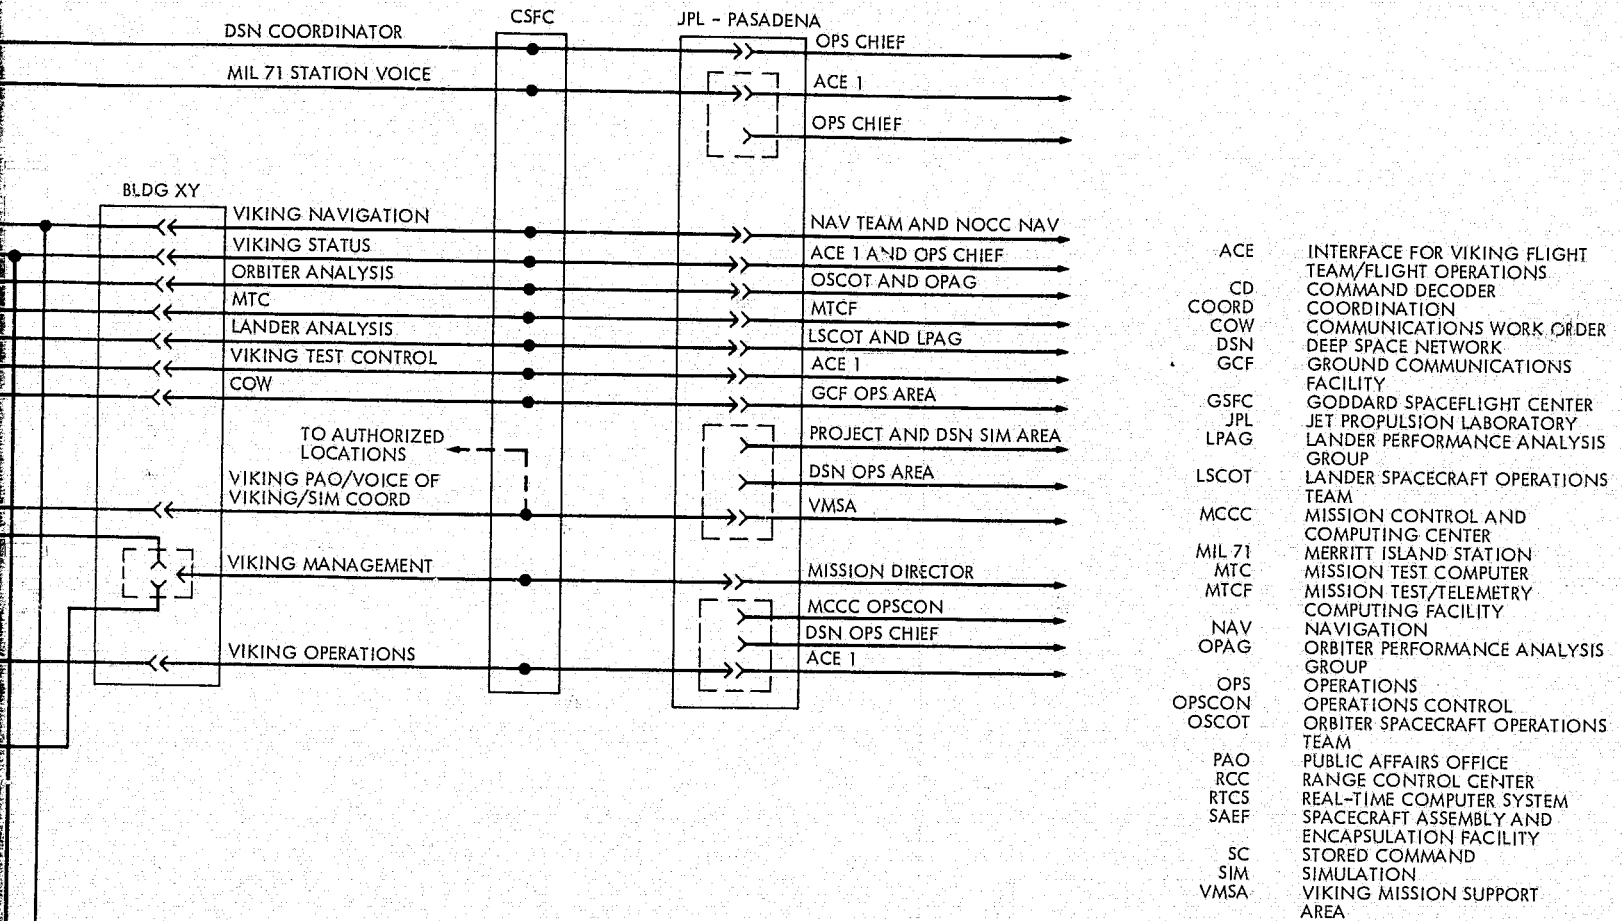 CSFC
JPL - PASADENA
DSN COORDINATOR
OPS CHIEF
MIL 71 STATION VOICE
ACE 1
OPS CHIEF
BLDG XY
VIKING NAVIGATION
NAV TEAM AND NOCC NAV
VIKING STATUS
ACE 1 AND OPS CHIEF
ORBITER ANALYSIS
OSCOT AND OPAG
MTC
MTCF
LANDER ANALYSIS
LSCOT AND LPAG
VIKING TEST CONTROL
ACE 1
COW
GCF OPS AREA
TO AUTHORIZED
LOCATIONS
PROJECT AND DSN SIM AREA
DSN OPS AREA
VIKING PAO/VOICE OF
VIKING/SIM COORD
VMSA
VIKING MANAGEMENT
MISSION DIRECTOR
MCCC OPSCON
DSN OPS CHIEF
VIKING OPERATIONS
ACE 1
ACE INTERFACE FOR VIKING FLIGHT
TEAM/FLIGHT OPERATIONS
CD COMMAND DECODER
COORD COORDINATION
COW COMMUNICATIONS WORK ORDER
DSN DEEP SPACE NETWORK
GCF GROUND COMMUNICATIONS
FACILITY
GSFC GODDARD SPACEFLIGHT CENTER
JPL JET PROPULSION LABORATORY
LPAG LANDER PERFORMANCE ANALYSIS
GROUP
LSCOT LANDER SPACECRAFT OPERATIONS
TEAM
MCCC MISSION CONTROL AND
COMPUTING CENTER
MIL 71 MERRITT ISLAND STATION
MTC MISSION TEST COMPUTER
MTCF MISSION TEST/TELEMETRY
COMPUTING FACILITY
NAV NAVIGATION
OPAG ORBITER PERFORMANCE ANALYSIS
GROUP
OPS OPERATIONS
OPSCON OPERATIONS CONTROL
OSCOT ORBITER SPACECRAFT OPERATIONS
TEAM
PAO PUBLIC AFFAIRS OFFICE
RCC RANGE CONTROL CENTER
RTCS REAL-TIME COMPUTER SYSTEM
SAEF SPACECRAFT ASSEMBLY AND
ENCAPSULATION FACILITY
SC STORED COMMAND
SIM SIMULATION
VMSA VIKING MISSION SUPPORT
AREA